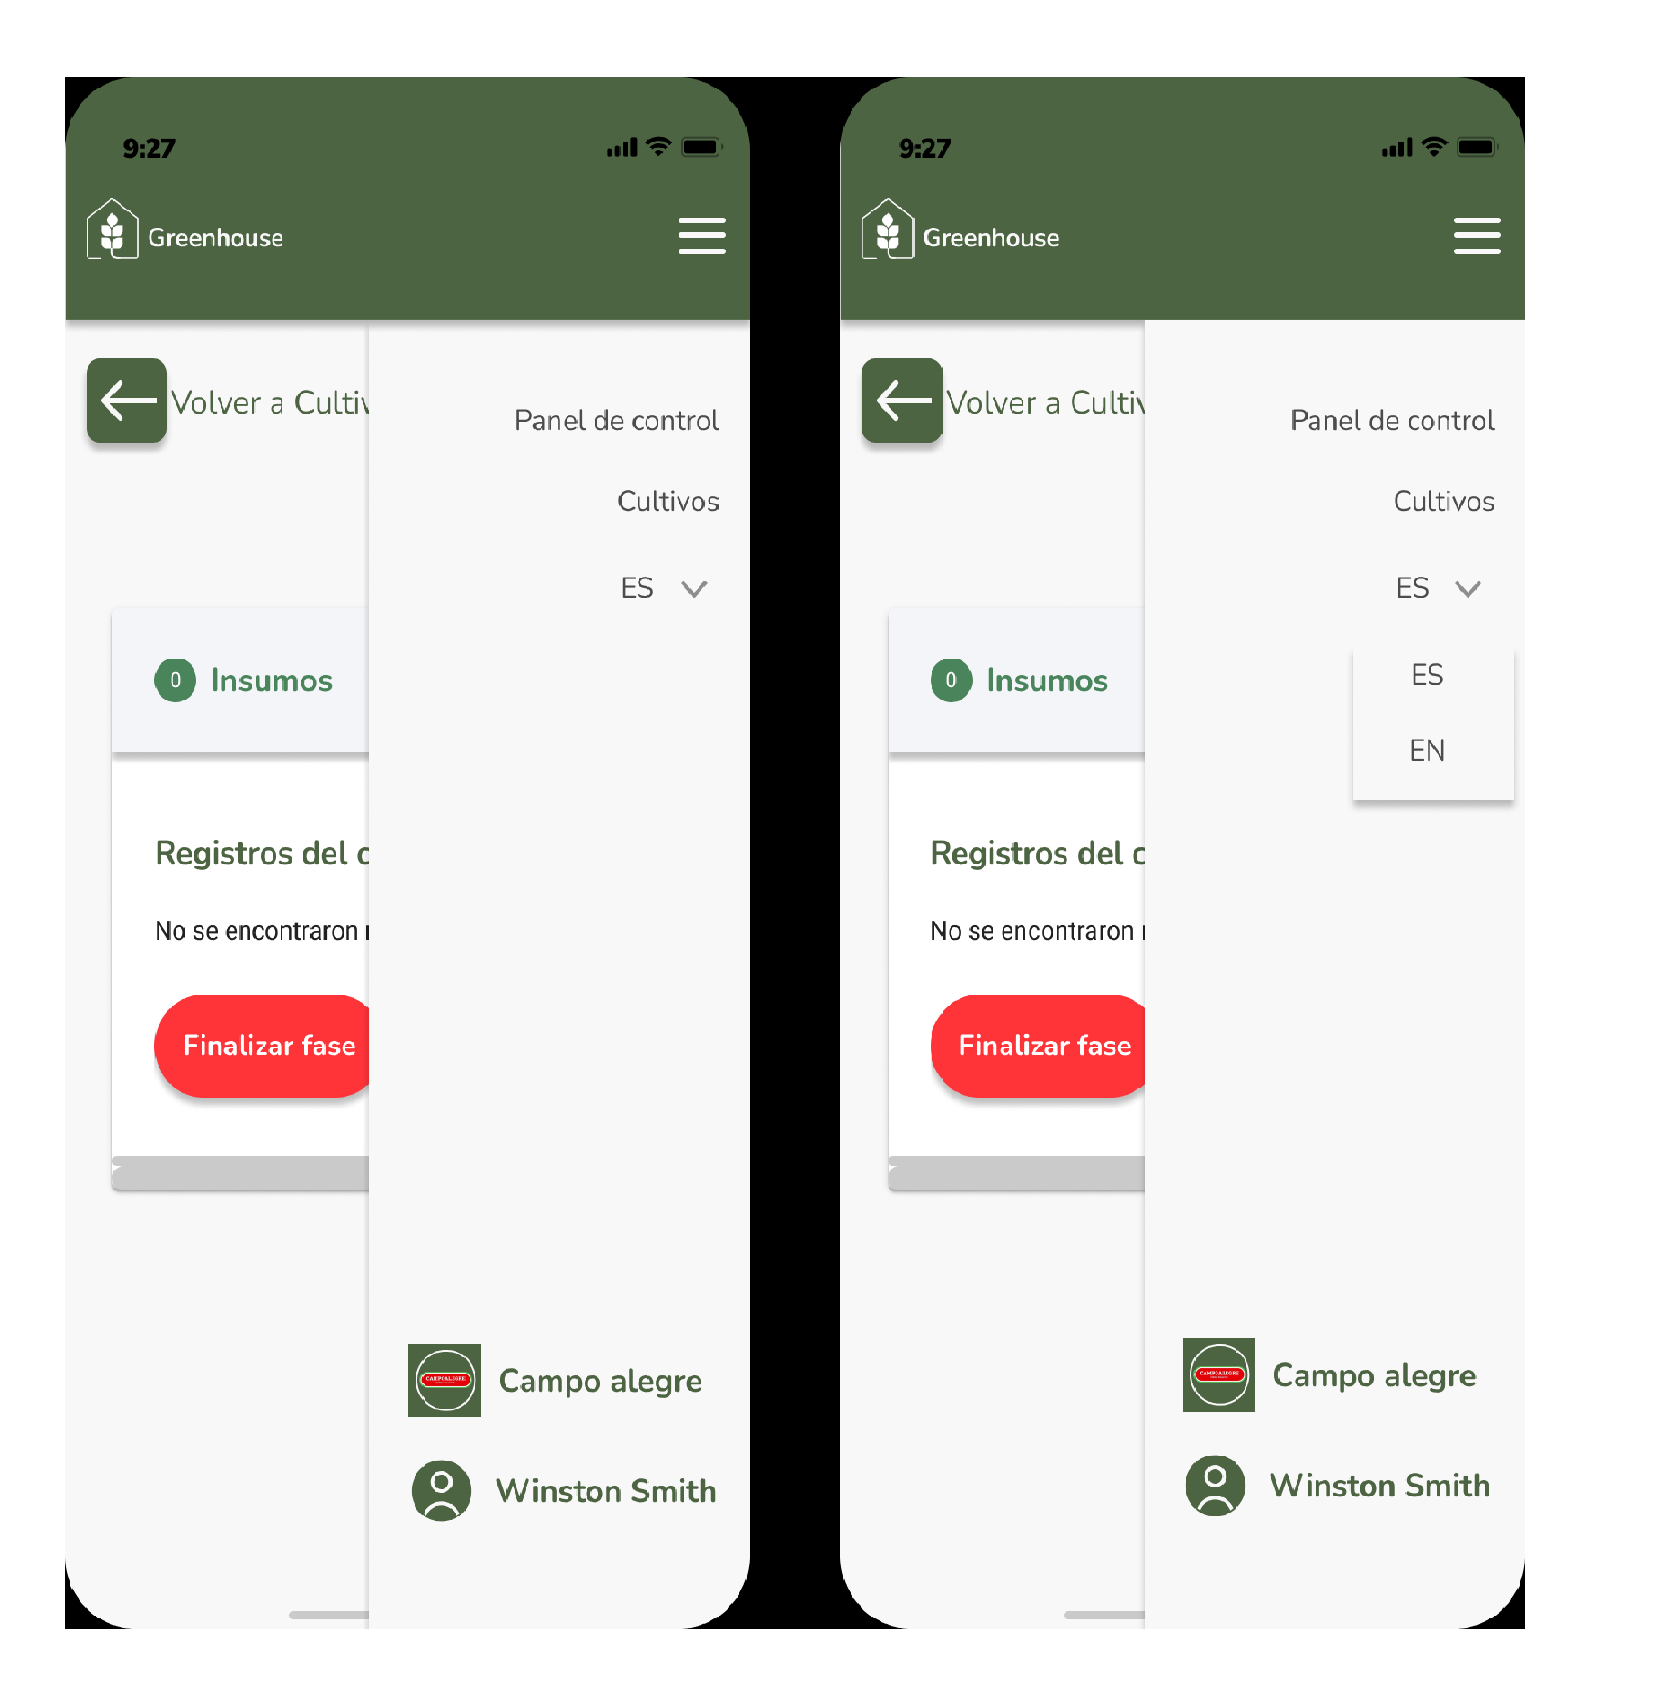 9:27
Greenhouse
Volver a Cultiv
Panel de control
Cultivos
ES
0 Insumos
Registros del c
No se encontraron
Finalizar fase
CAMPOALEGRE
Campo alegre
Winston Smith
9:27
Greenhouse
Volver a Cultiv
Panel de control
Cultivos
ES
ES
EN
0 Insumos
Registros del c
No se encontraron
Finalizar fase
CAMPOALEGRE
Campo alegre
Winston Smith